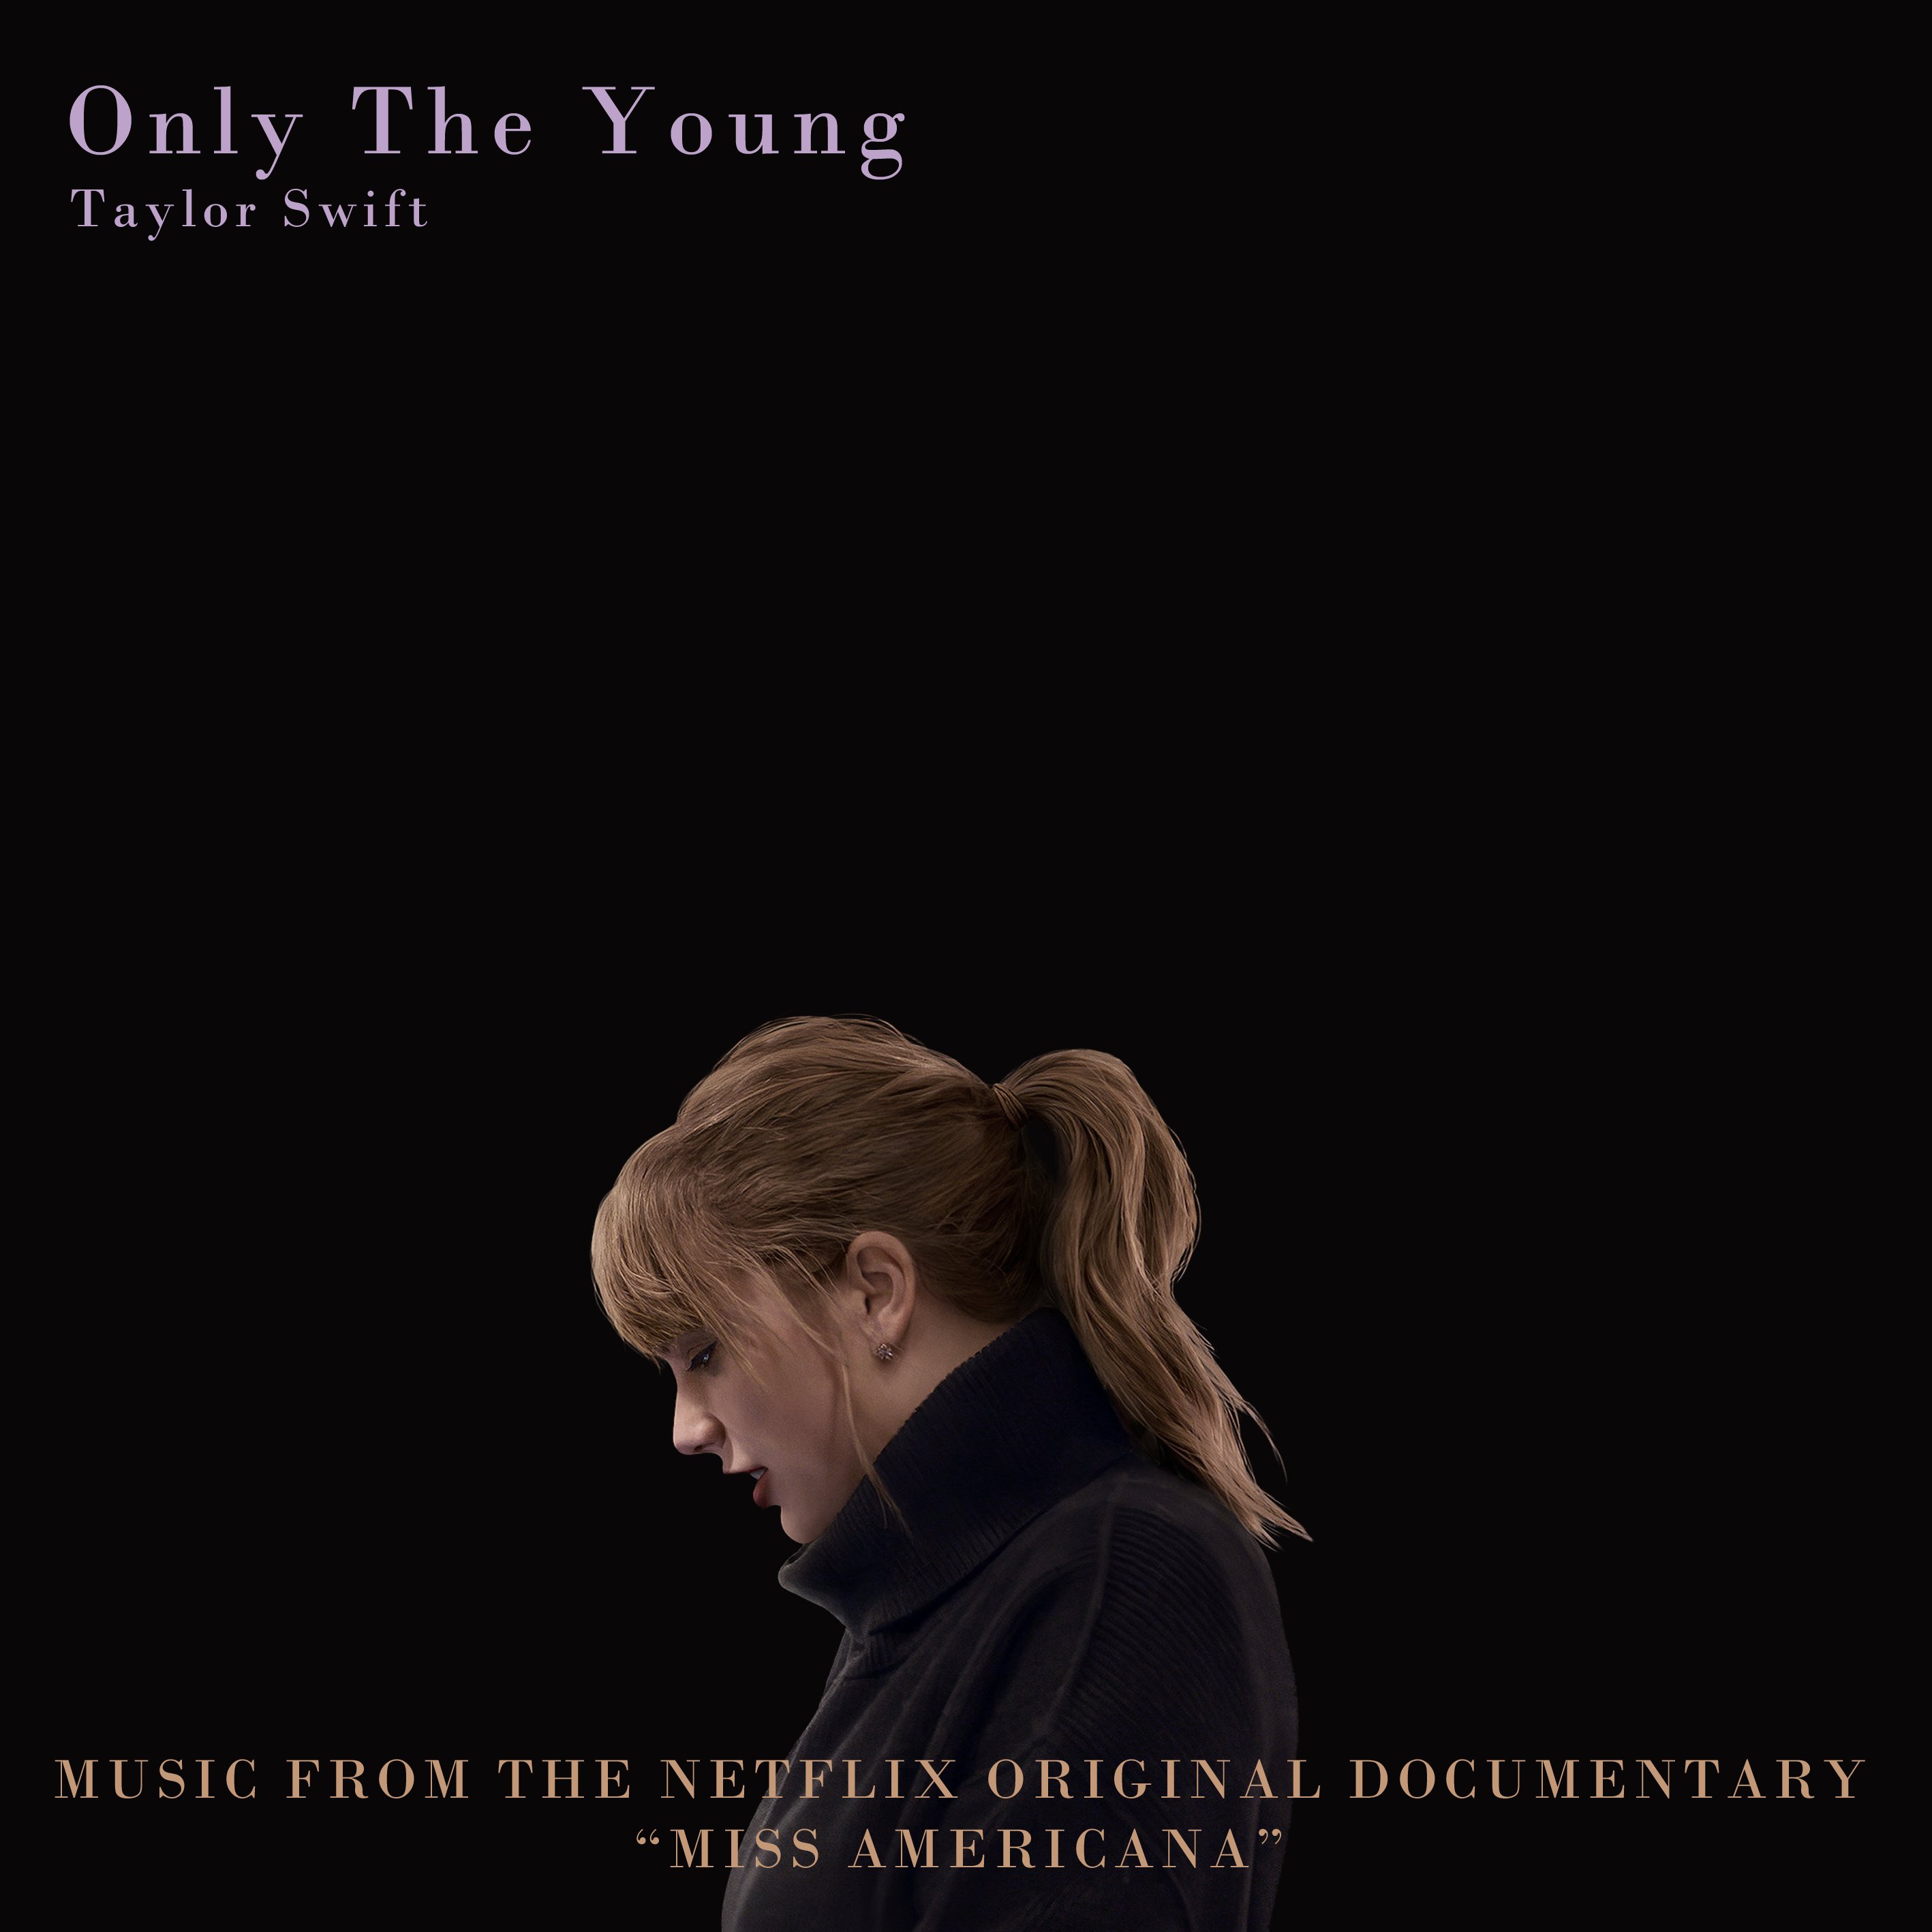 Only The Young
Taylor Swift
MUSIC FROM THE NETFLIX ORIGINAL DOCUMENTARY
“MISS AMERICANA”